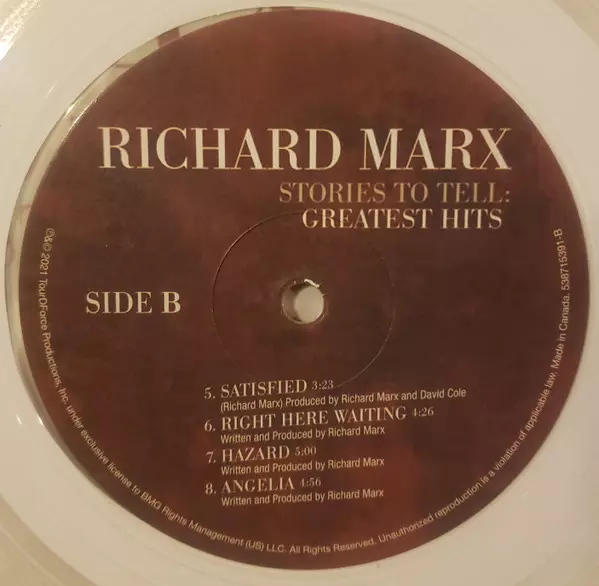 RICHARD MARX
STORIES TO TELL:
GREATEST HITS
SIDE B
5. SATISFIED 3:23
(Richard Marx) Produced by Richard Marx and David Cole
6. RIGHT HERE WAITING 4:26
Written and Produced by Richard Marx
7. HAZARD 5:00
Written and Produced by Richard Marx
8. ANGELIA 4:56
Written and Produced by Richard Marx
℗&© 2021 TourDForce Productions, Inc. under exclusive license to BMG Rights Management (US) LLC. All Rights Reserved. Unauthorized reproduction is a violation of applicable law. Made in Canada. 538715391-B